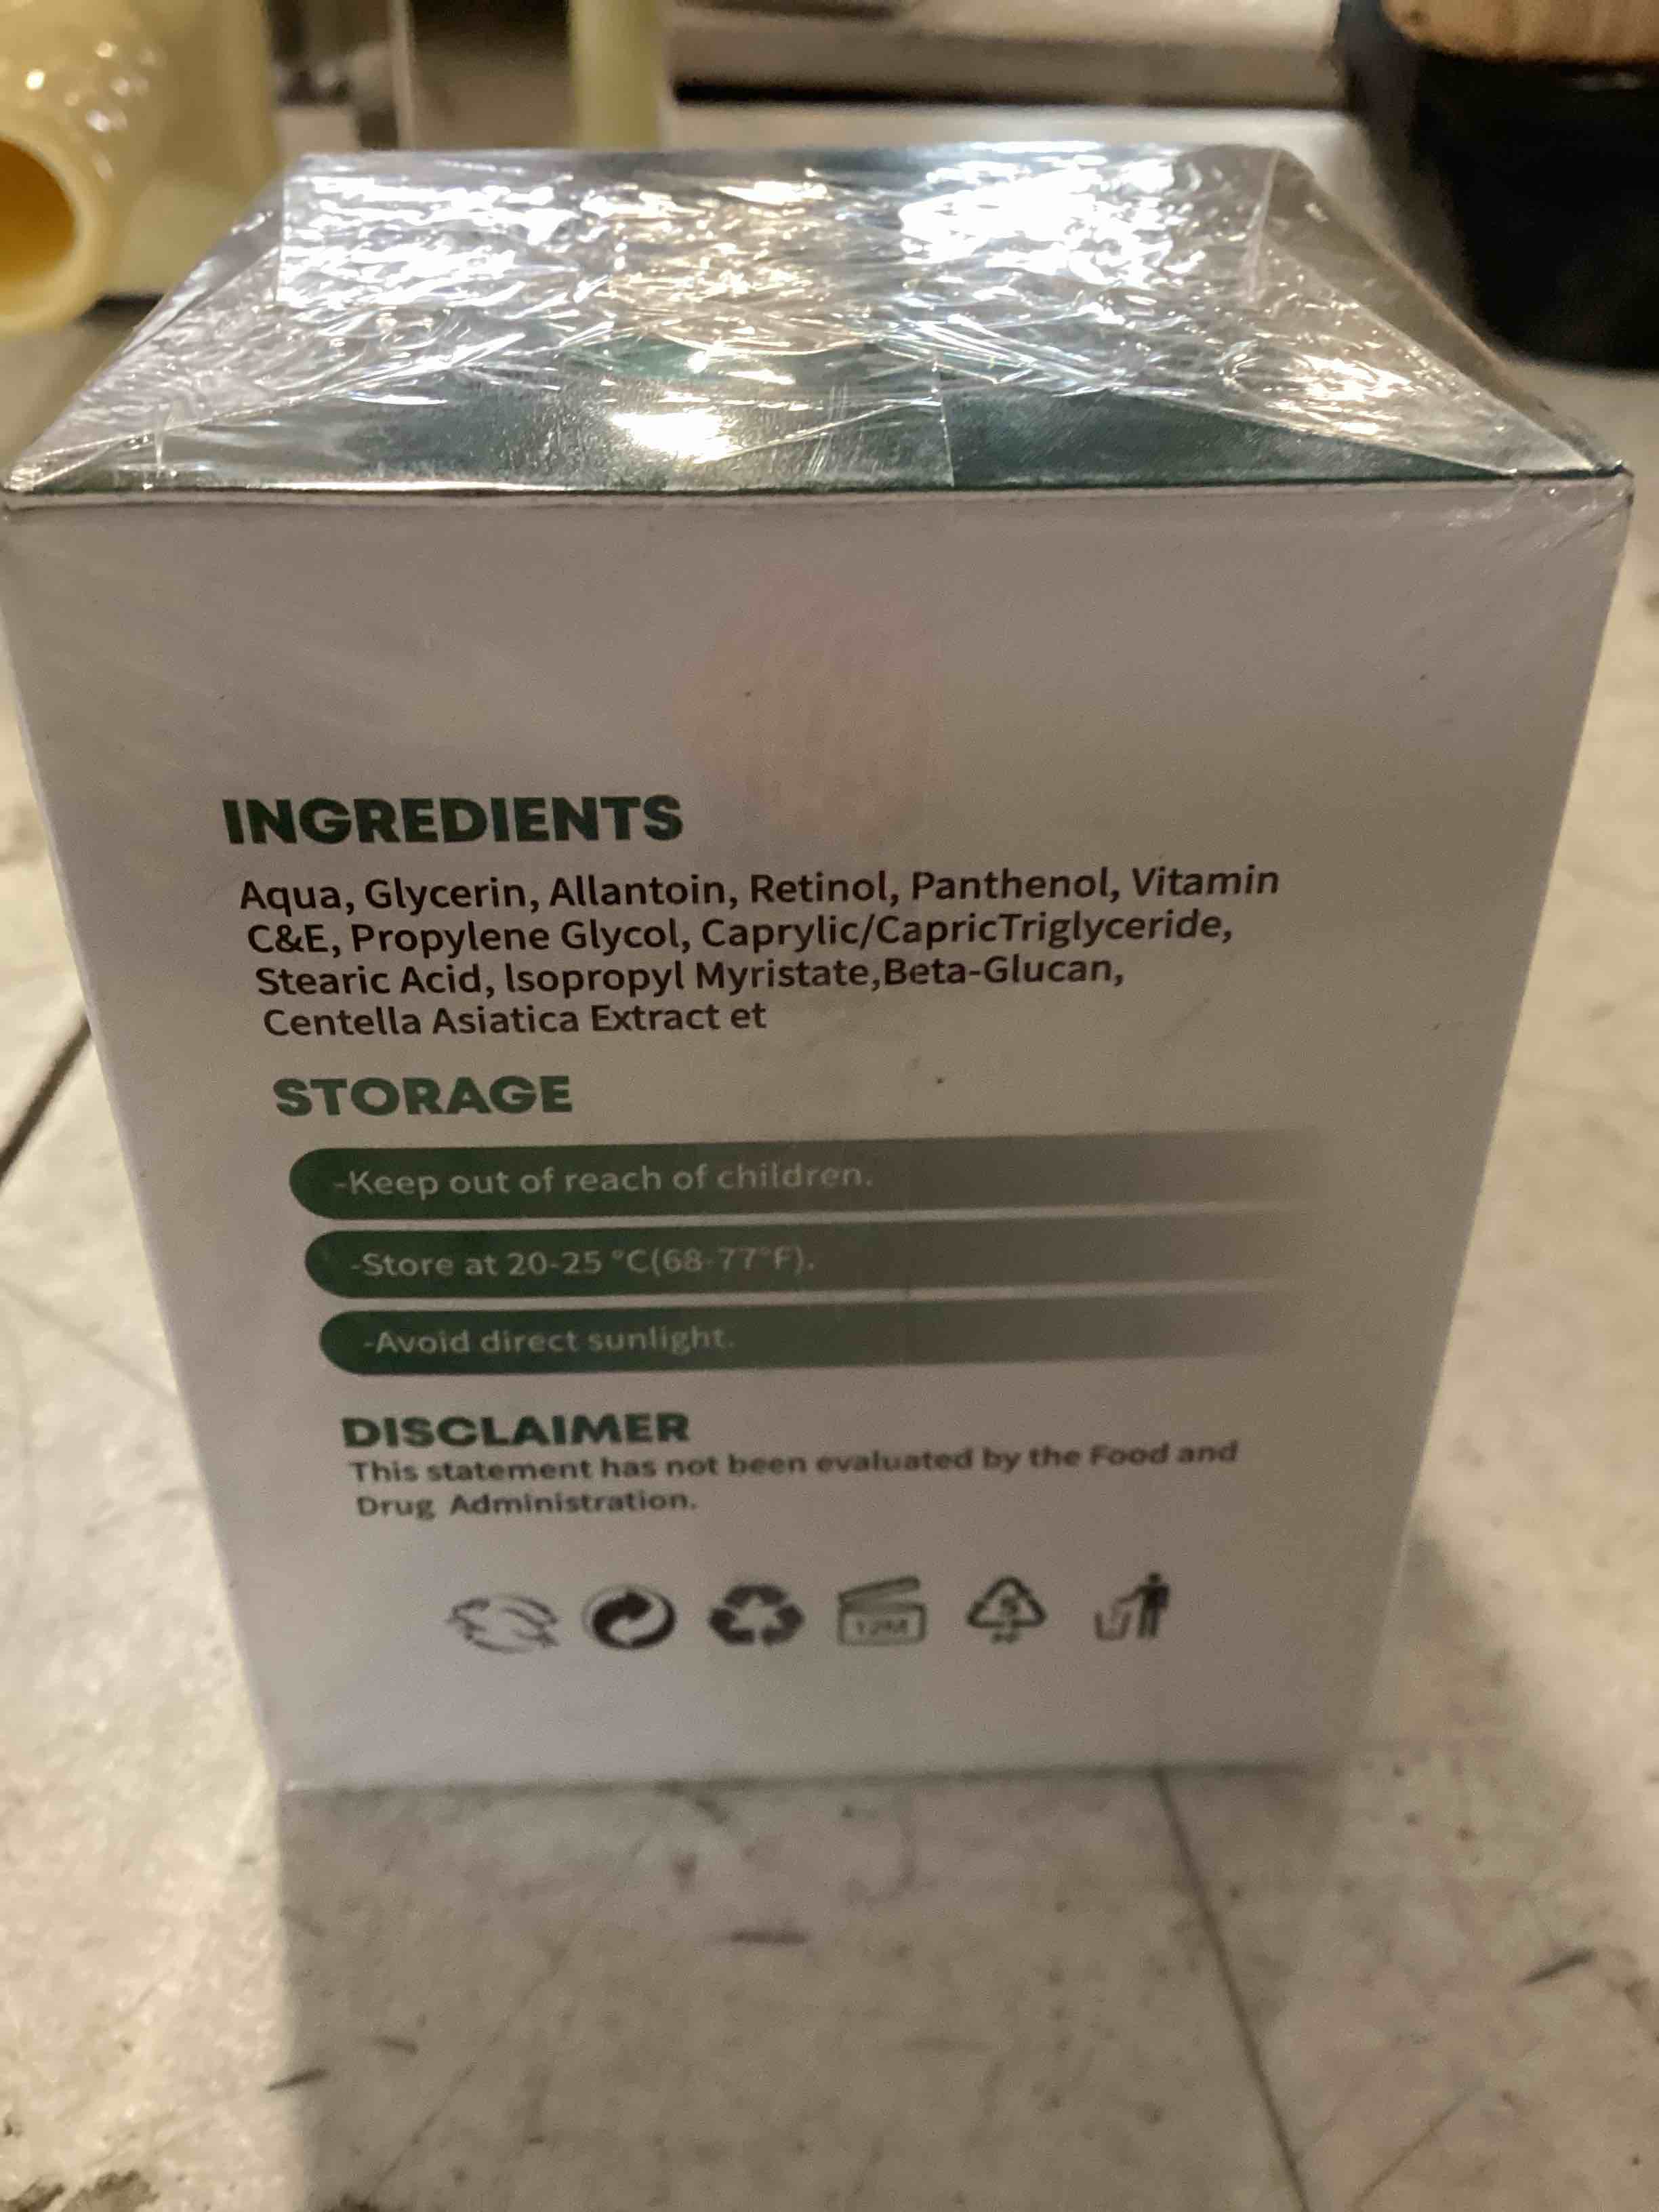 INGREDIENTS
Aqua, Glycerin, Allantoin, Retinol, Panthenol, Vitamin
C&E, Propylene Glycol, Caprylic/CapricTriglyceride,
Stearic Acid, Isopropyl Myristate,Beta-Glucan,
Centella Asiatica Extract et
STORAGE
-Keep out of reach of children.
-Store at 20-25 °C(68-77°F).
-Avoid direct sunlight.
DISCLAIMER
This statement has not been evaluated by the Food and
Drug Administration.
12M